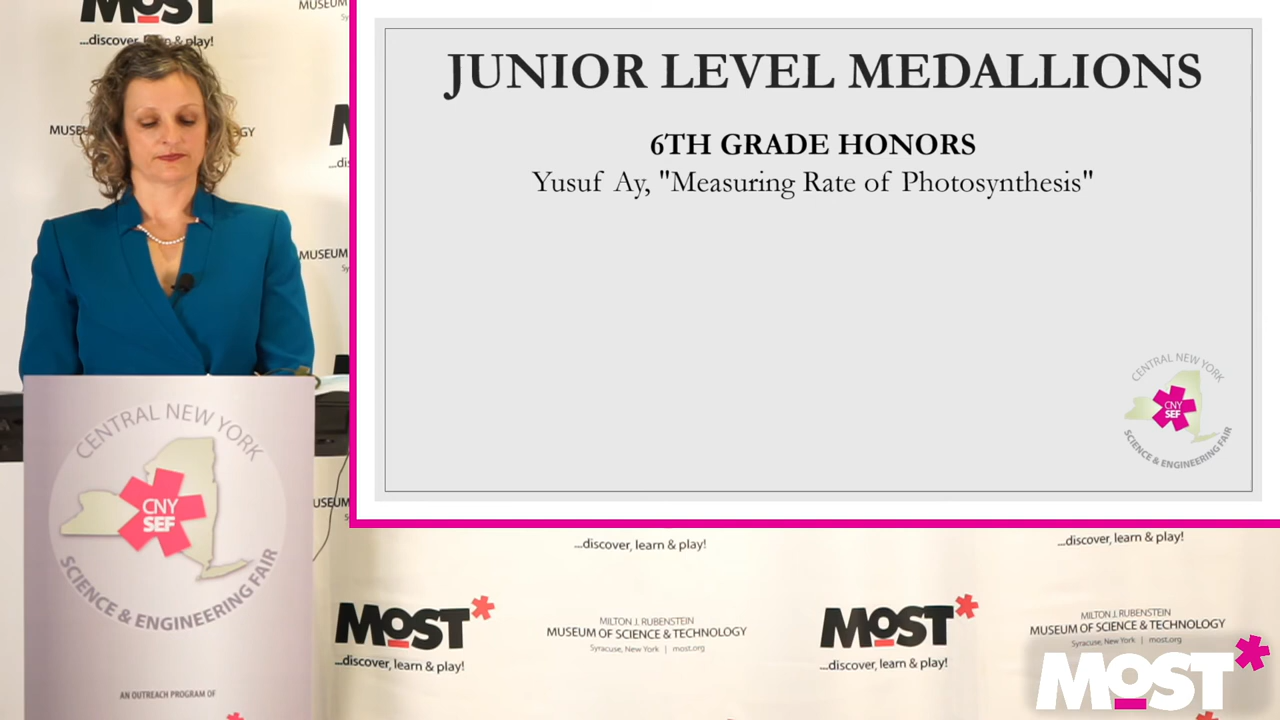 MOST
...discover, learn & play!
JUNIOR LEVEL MEDALLIONS
6TH GRADE HONORS
Yusuf Ay, "Measuring Rate of Photosynthesis"
CENTRAL NEW YORK
CNY
SEF
SCIENCE & ENGINEERING FAIR
CENTRAL NEW YORK
CNY
SEF
SCIENCE & ENGINEERING FAIR
AN OUTREACH PROGRAM OF
...discover, learn & play!
...discover, learn & play!
MOST*
...discover, learn & play!
MILTON J. RUBENSTEIN
MUSEUM OF SCIENCE & TECHNOLOGY
Syracuse, New York | most.org
MOST*
...discover, learn & play!
MILTON J. RUBENSTEIN
MUSEUM OF SCIENCE & TECHNOLOGY
Syracuse, New York | most.org
MOST*